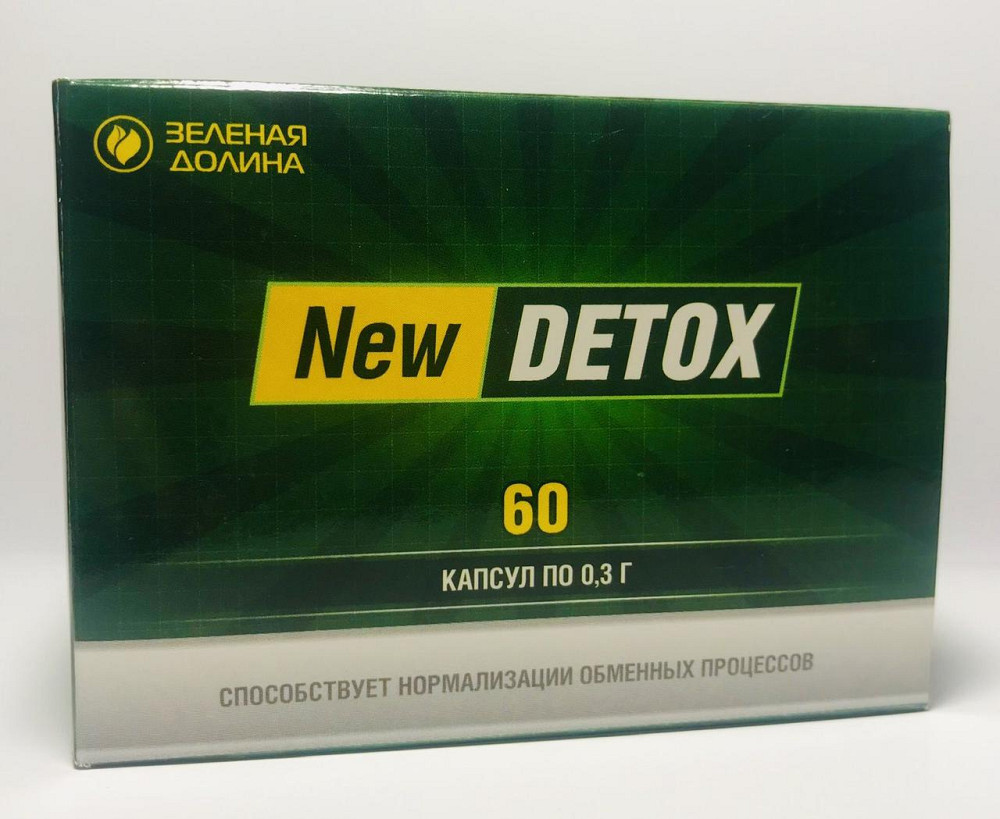 ЗЕЛЕНАЯ
ДОЛИНА
New DETOX
60
КАПСУЛ ПО 0,3 Г
СПОСОБСТВУЕТ НОРМАЛИЗАЦИИ ОБМЕННЫХ ПРОЦЕССОВ